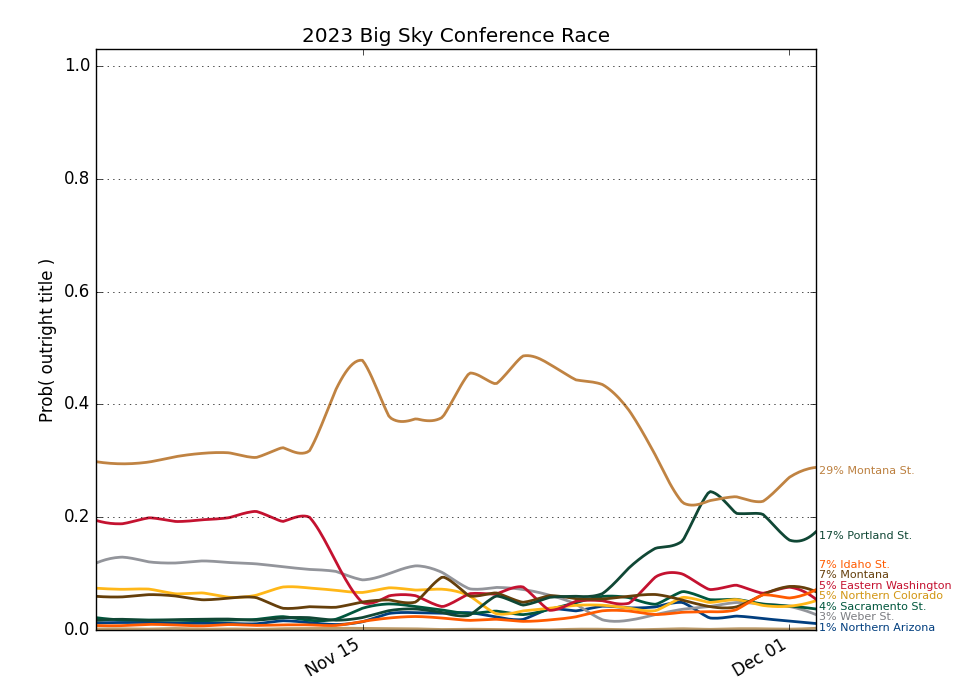 2023 Big Sky Conference Race
Prob( outright title )
1.0
0.8
0.6
0.4
0.2
0.0
Nov 15
Dec 01
29% Montana St.
17% Portland St.
7% Idaho St.
7% Montana
5% Eastern Washington
5% Northern Colorado
4% Sacramento St.
3% Weber St.
1% Northern Arizona